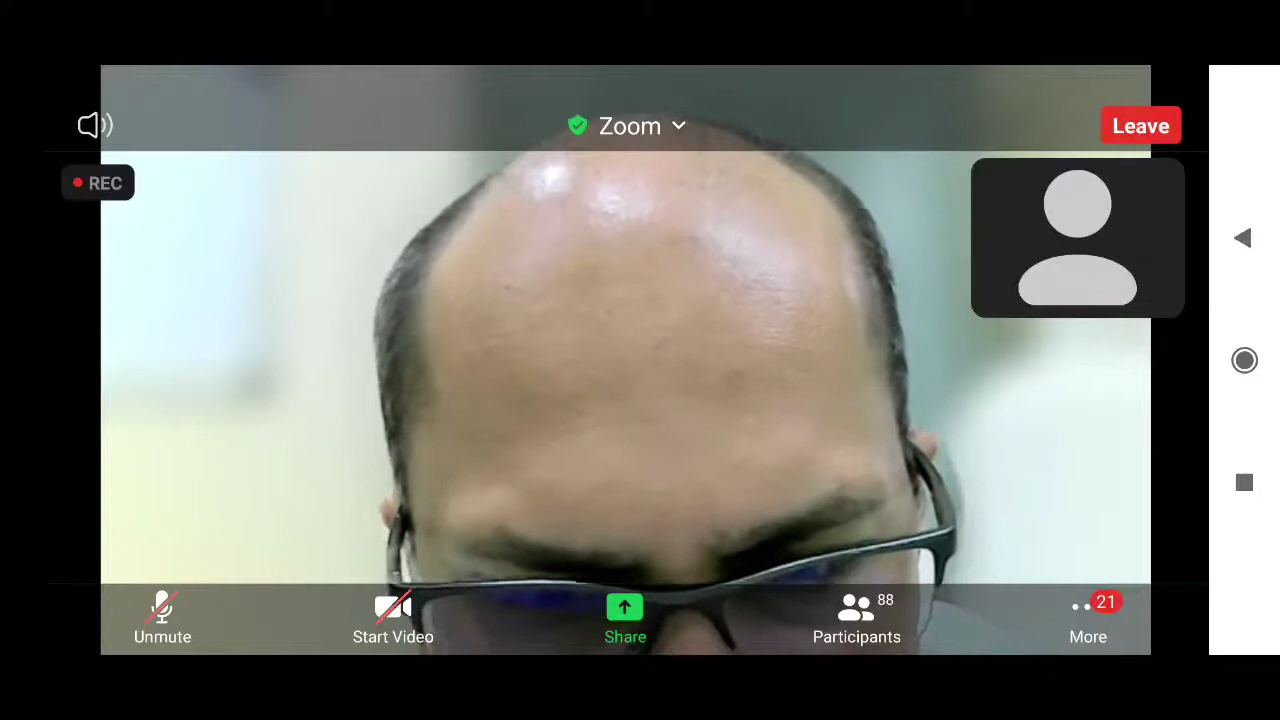 Zoom
Leave
REC
Unmute
Start Video
Share
Participants
88
More
21